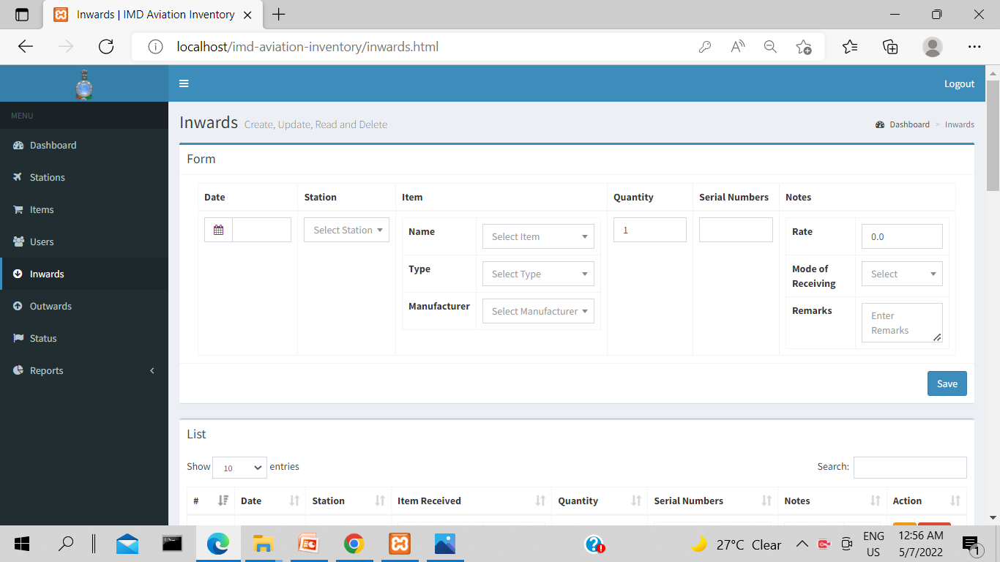 Inwards | IMD Aviation Inventory
localhost/imd-aviation-inventory/inwards.html
Logout
MENU
Dashboard
Stations
Items
Users
Inwards
Outwards
Status
Reports
Inwards Create, Update, Read and Delete
Dashboard > Inwards
Form
Date Station Item Quantity Serial Numbers Notes
Select Station
Name Select Item
Type Select Type
Manufacturer Select Manufacturer
1
Rate 0.0
Mode of Receiving Select
Remarks Enter Remarks
Save
List
Show 10 entries
Search:
# Date Station Item Received Quantity Serial Numbers Notes Action
27°C Clear
ENG
US
12:56 AM
5/7/2022
1